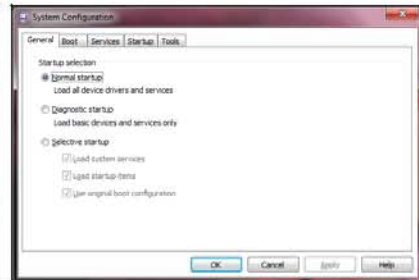 System Configuration
General Boot Services Startup Tools
Startup selection
Normal startup
Load all device drivers and services
Diagnostic startup
Load basic devices and services only
Selective startup
Load system services
Load startup items
Use original boot configuration
OK Cancel Apply Help